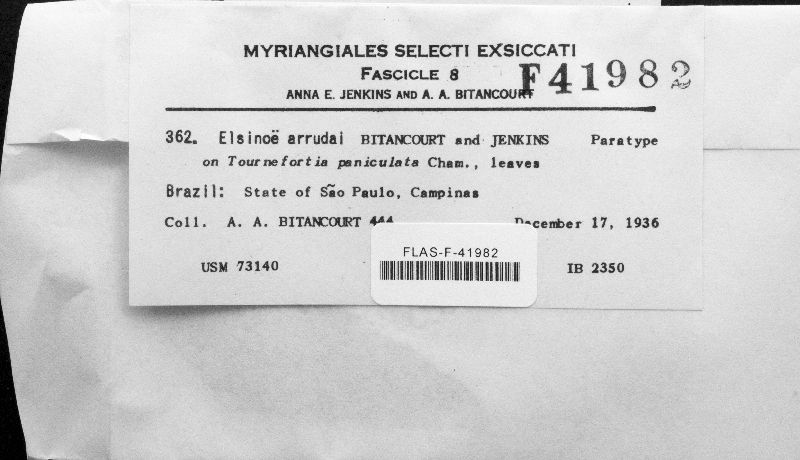 MYRIANGIALES SELECTI EXSICCATI
FASCICLE 8
F41982
ANNA E. JENKINS AND A. A. BITANCOURT
362. Elsinoë arrudai BITANCOURT and JENKINS Paratype
on Tournefortia paniculata Cham., leaves
Brazil: State of São Paulo, Campinas
Coll. A. A. BITANCOURT December 17, 1936
FLAS-F-41982
USM 73140 IB 2350